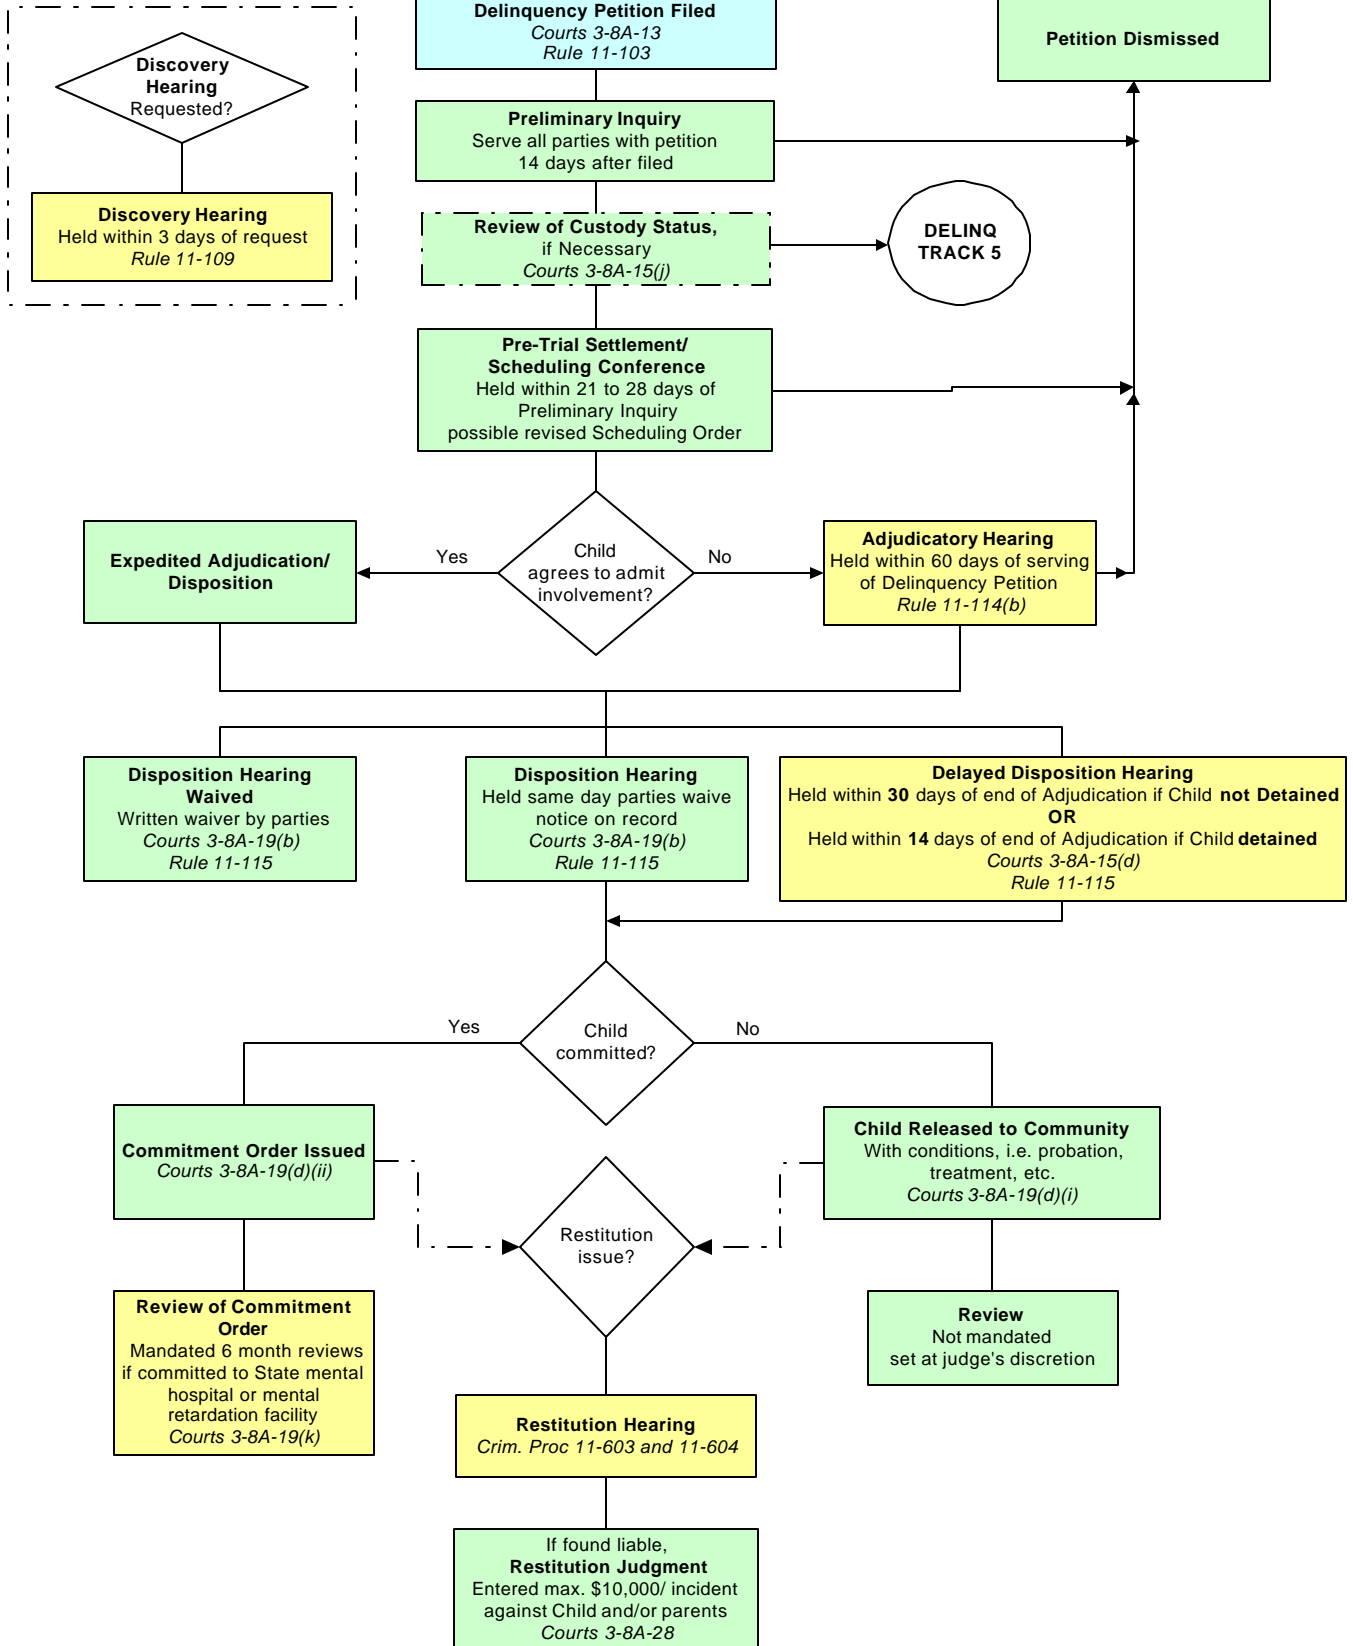 Delinquency Petition Filed
Courts 3-8A-13
Rule 11-103
Petition Dismissed
Discovery
Hearing
Requested?
Discovery Hearing
Held within 3 days of request
Rule 11-109
Preliminary Inquiry
Serve all parties with petition
14 days after filed
Review of Custody Status,
if Necessary
Courts 3-8A-15(j)
DELINQ
TRACK 5
Pre-Trial Settlement/
Scheduling Conference
Held within 21 to 28 days of
Preliminary Inquiry
possible revised Scheduling Order
Expedited Adjudication/
Disposition
Yes
Child
agrees to admit
involvement?
No
Adjudicatory Hearing
Held within 60 days of serving
of Delinquency Petition
Rule 11-114(b)
Disposition Hearing
Waived
Written waiver by parties
Courts 3-8A-19(b)
Rule 11-115
Disposition Hearing
Held same day parties waive
notice on record
Courts 3-8A-19(b)
Rule 11-115
Delayed Disposition Hearing
Held within 30 days of end of Adjudication if Child not Detained
OR
Held within 14 days of end of Adjudication if Child detained
Courts 3-8A-15(d)
Rule 11-115
Yes
Child
committed?
No
Commitment Order Issued
Courts 3-8A-19(d)(ii)
Restitution
issue?
Child Released to Community
With conditions, i.e. probation,
treatment, etc.
Courts 3-8A-19(d)(i)
Review of Commitment
Order
Mandated 6 month reviews
if committed to State mental
hospital or mental
retardation facility
Courts 3-8A-19(k)
Review
Not mandated
set at judge's discretion
Restitution Hearing
Crim. Proc 11-603 and 11-604
If found liable,
Restitution Judgment
Entered max. $10,000/ incident
against Child and/or parents
Courts 3-8A-28